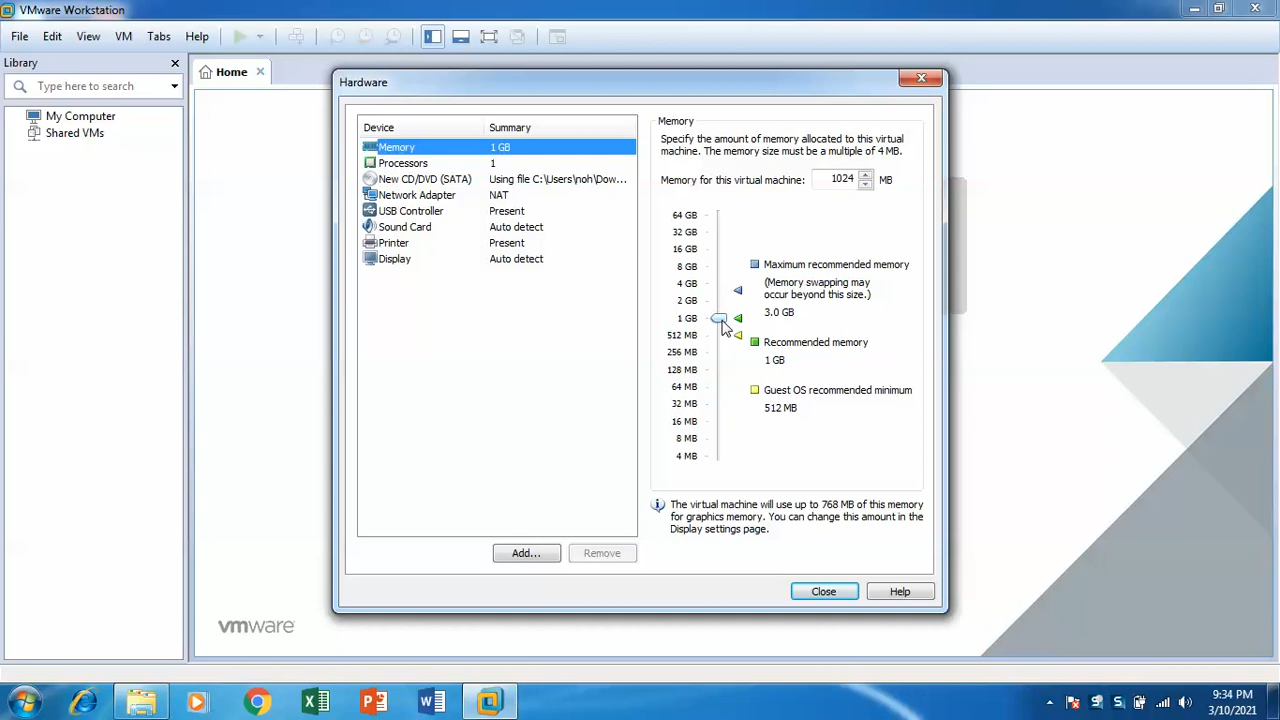 VMware Workstation
File Edit View VM Tabs Help
Library
Type here to search
My Computer
Shared VMs
Home
Hardware
Device Summary
Memory 1 GB
Processors 1
New CD/DVD (SATA) Using file C:\Users\noh\Dow...
Network Adapter NAT
USB Controller Present
Sound Card Auto detect
Printer Present
Display Auto detect
Add... Remove
Memory
Specify the amount of memory allocated to this virtual
machine. The memory size must be a multiple of 4 MB.
Memory for this virtual machine: 1024 MB
64 GB
32 GB
16 GB
8 GB
4 GB
2 GB
1 GB
512 MB
256 MB
128 MB
64 MB
32 MB
16 MB
8 MB
4 MB
Maximum recommended memory
(Memory swapping may
occur beyond this size.)
3.0 GB
Recommended memory
1 GB
Guest OS recommended minimum
512 MB
The virtual machine will use up to 768 MB of this memory
for graphics memory. You can change this amount in the
Display settings page.
Close Help
vmware
9:34 PM
3/10/2021